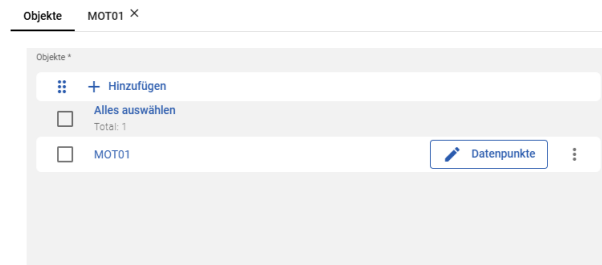 Objekte MOT01 ×
Objekte *
+ Hinzufügen
Alles auswählen
Total: 1
MOT01 Datenpunkte